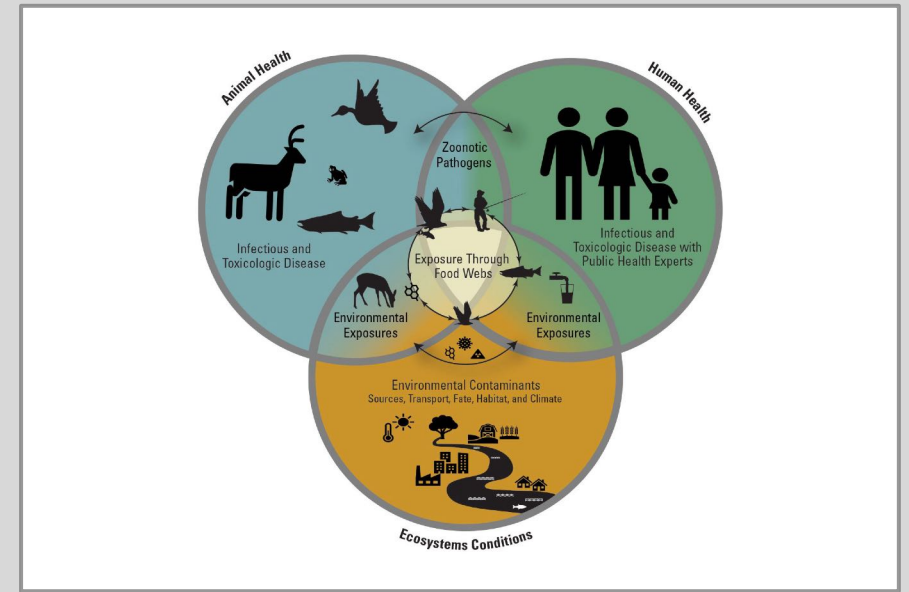 Animal Health
Human Health
Zoonotic
Pathogens
Infectious and
Toxicologic Disease
Infectious and
Toxicologic Disease with
Public Health Experts
Exposure Through
Food Webs
Environmental
Exposures
Environmental
Exposures
Environmental Contaminants
Sources, Transport, Fate, Habitat, and Climate
Ecosystems Conditions